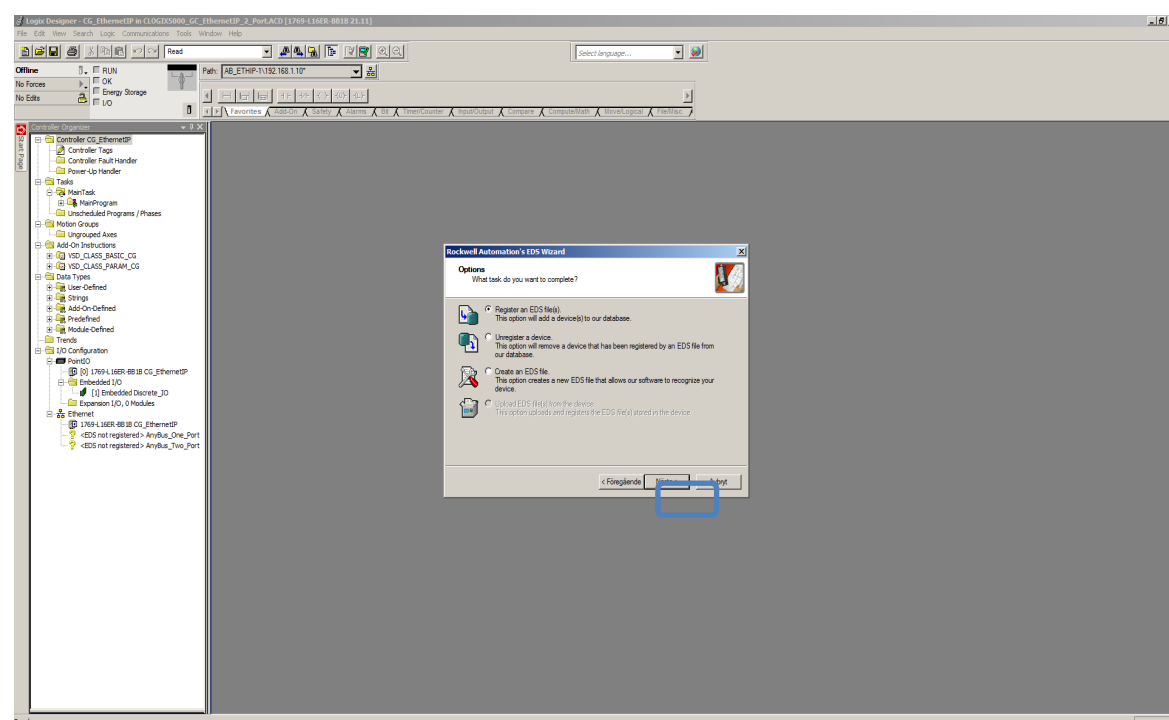 Logix Designer - CG_EthernetIP in CLOGIX5000_GC_EthernetIP_2_Port.ACD [1769-L16ER-BB1B 21.11]
File Edit View Search Logic Communications Tools Window Help
Read
Select language...
Offline
RUN
Path: AB_ETHIP-1\192.168.1.10*
No Forces
OK
Energy Storage
No Edits
I/O
Favorites Add-On Safety Alarms Bit Timer/Counter Input/Output Compare Compute/Math Move/Logical File/Misc.
Controller Organizer
Start Page
Controller CG_EthernetIP
Controller Tags
Controller Fault Handler
Power-Up Handler
Tasks
MainTask
MainProgram
Unscheduled Programs / Phases
Motion Groups
Ungrouped Axes
Add-On Instructions
VSD_CLASS_BASIC_CG
VSD_CLASS_PARAM_CG
Data Types
User-Defined
Strings
Add-On-Defined
Predefined
Module-Defined
Trends
I/O Configuration
PointIO
[0] 1769-L16ER-BB1B CG_EthernetIP
Embedded I/O
[1] Embedded Discrete_IO
Expansion I/O, 0 Modules
Ethernet
1769-L16ER-BB1B CG_EthernetIP
<EDS not registered> AnyBus_One_Port
<EDS not registered> AnyBus_Two_Port
Rockwell Automation's EDS Wizard
Options
What task do you want to complete?
Register an EDS file(s).
This option will add a device(s) to our database.
Unregister a device.
This option will remove a device that has been registered by an EDS file from
our database.
Create an EDS file.
This option creates a new EDS file that allows our software to recognize your
device.
Upload EDS file(s) from the device.
This option uploads and registers the EDS file(s) stored in the device.
< Föregående